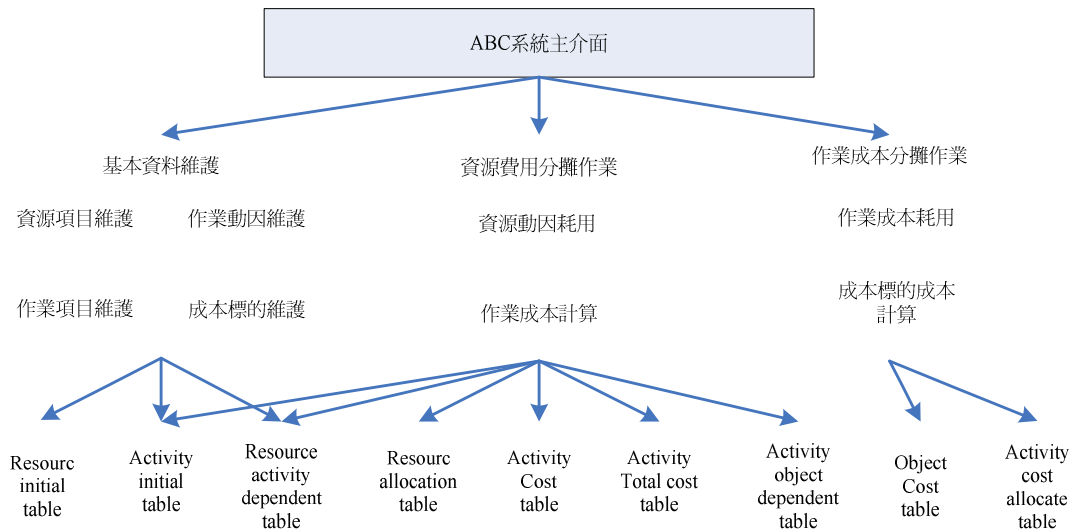 ABC系統主介面
基本資料維護
資源費用分攤作業
作業成本分攤作業
資源項目維護
作業動因維護
資源動因耗用
作業成本耗用
作業項目維護
成本標的維護
作業成本計算
成本標的成本
計算
Resourc
initial
table
Activity
initial
table
Resource
activity
dependent
table
Resourc
allocation
table
Activity
Cost
table
Activity
Total cost
table
Activity
object
dependent
table
Object
Cost
table
Activity
cost
allocate
table